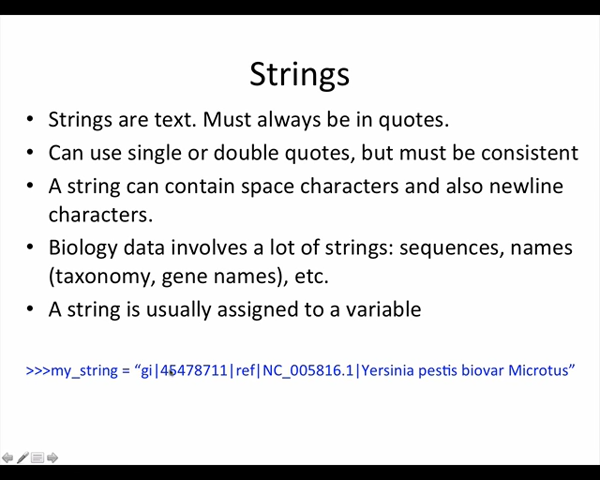 Strings
• Strings are text. Must always be in quotes.
• Can use single or double quotes, but must be consistent
• A string can contain space characters and also newline
characters.
• Biology data involves a lot of strings: sequences, names
(taxonomy, gene names), etc.
• A string is usually assigned to a variable
>>>my_string = “gi|45478711|ref|NC_005816.1|Yersinia pestis biovar Microtus”